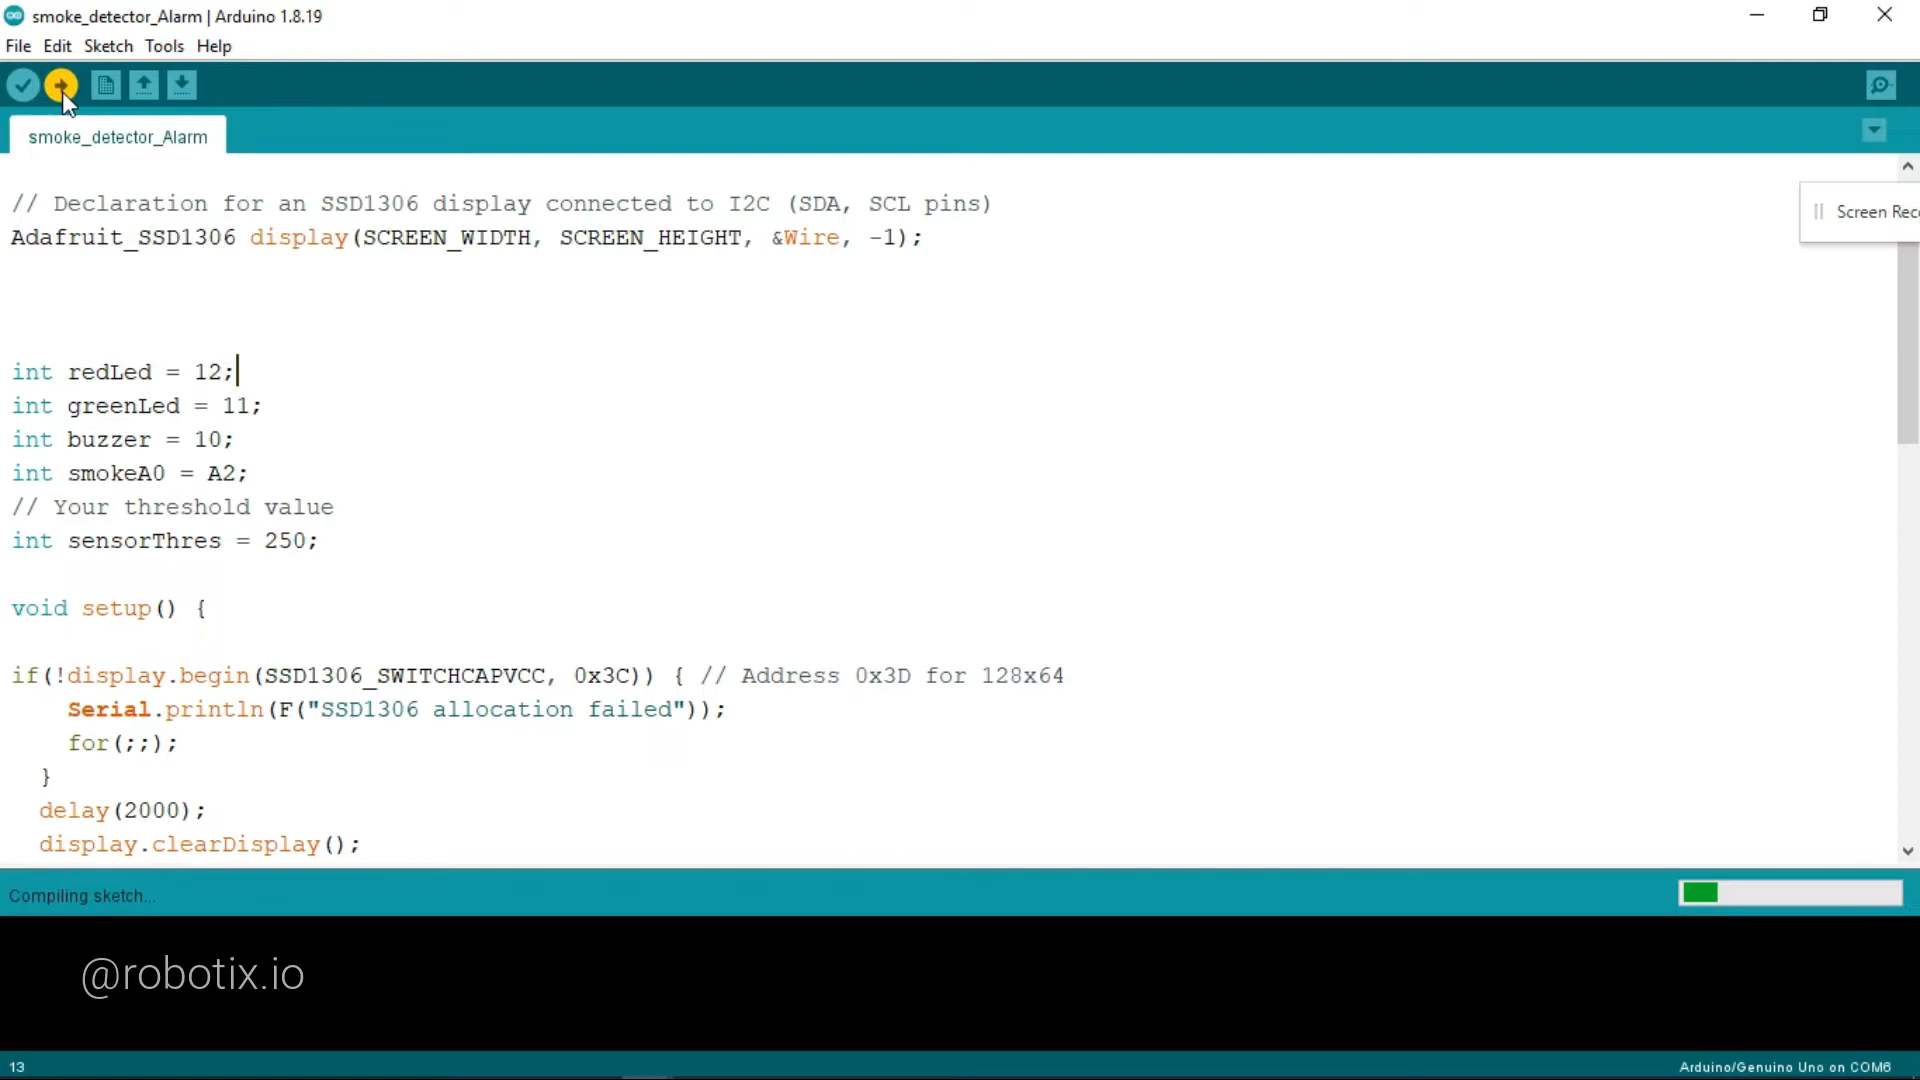 smoke_detector_Alarm | Arduino 1.8.19
File Edit Sketch Tools Help
smoke_detector_Alarm
// Declaration for an SSD1306 display connected to I2C (SDA, SCL pins)
Adafruit_SSD1306 display(SCREEN_WIDTH, SCREEN_HEIGHT, &Wire, -1);
Screen Rec
int redLed = 12;
int greenLed = 11;
int buzzer = 10;
int smokeA0 = A2;
// Your threshold value
int sensorThres = 250;
void setup() {
if(!display.begin(SSD1306_SWITCHCAPVCC, 0x3C)) { // Address 0x3D for 128x64
Serial.println(F("SSD1306 allocation failed"));
for(;;);
}
delay(2000);
display.clearDisplay();
Compiling sketch...
@robotix.io
13
Arduino/Genuino Uno on COM6